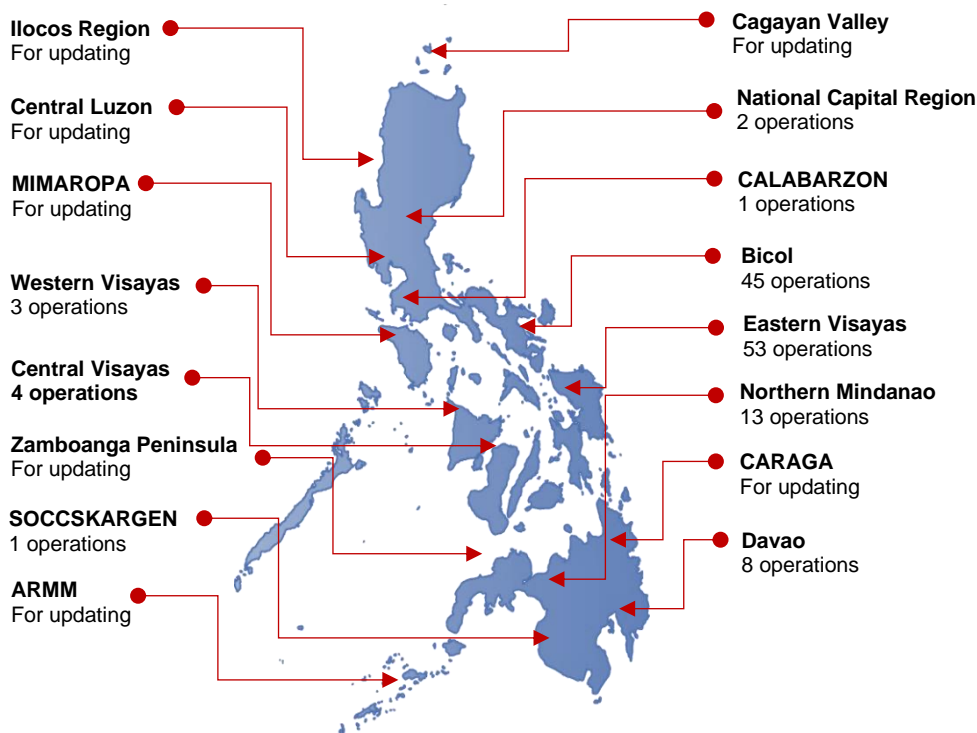 Ilocos Region
For updating
Central Luzon
For updating
MIMAROPA
For updating
Western Visayas
3 operations
Central Visayas
4 operations
Zamboanga Peninsula
For updating
SOCCSKARGEN
1 operations
ARMM
For updating
Cagayan Valley
For updating
National Capital Region
2 operations
CALABARZON
1 operations
Bicol
45 operations
Eastern Visayas
53 operations
Northern Mindanao
13 operations
CARAGA
For updating
Davao
8 operations